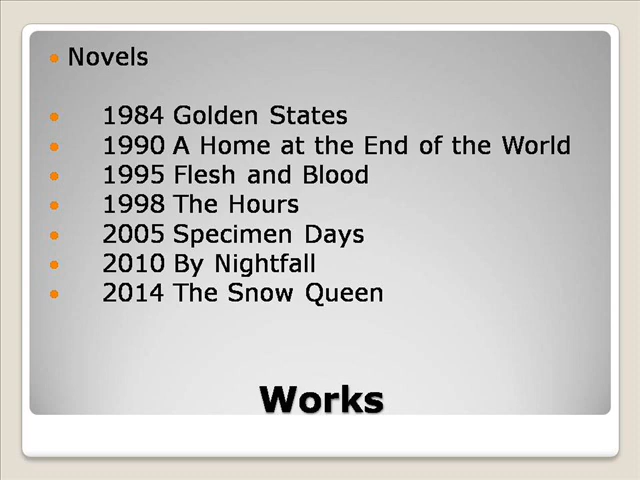 Novels
1984 Golden States
1990 A Home at the End of the World
1995 Flesh and Blood
1998 The Hours
2005 Specimen Days
2010 By Nightfall
2014 The Snow Queen
Works